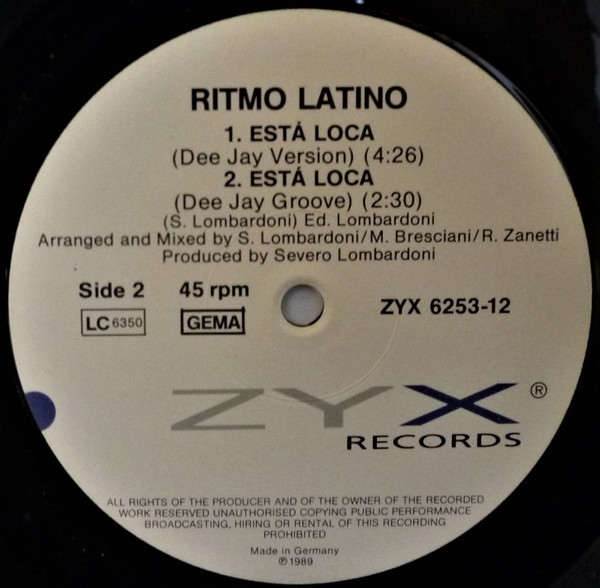 RITMO LATINO
1. ESTÁ LOCA
(Dee Jay Version) (4:26)
2. ESTÁ LOCA
(Dee Jay Groove) (2:30)
(S. Lombardoni) Ed. Lombardoni
Arranged and Mixed by S. Lombardoni/M. Bresciani/R. Zanetti
Produced by Severo Lombardoni
Side 2 45 rpm
ZYX 6253-12
LC 6350 GEMA
ZYX ®
RECORDS
ALL RIGHTS OF THE PRODUCER AND OF THE OWNER OF THE RECORDED
WORK RESERVED UNAUTHORISED COPYING PUBLIC PERFORMANCE
BROADCASTING, HIRING OR RENTAL OF THIS RECORDING
PROHIBITED
Made in Germany
℗ 1989